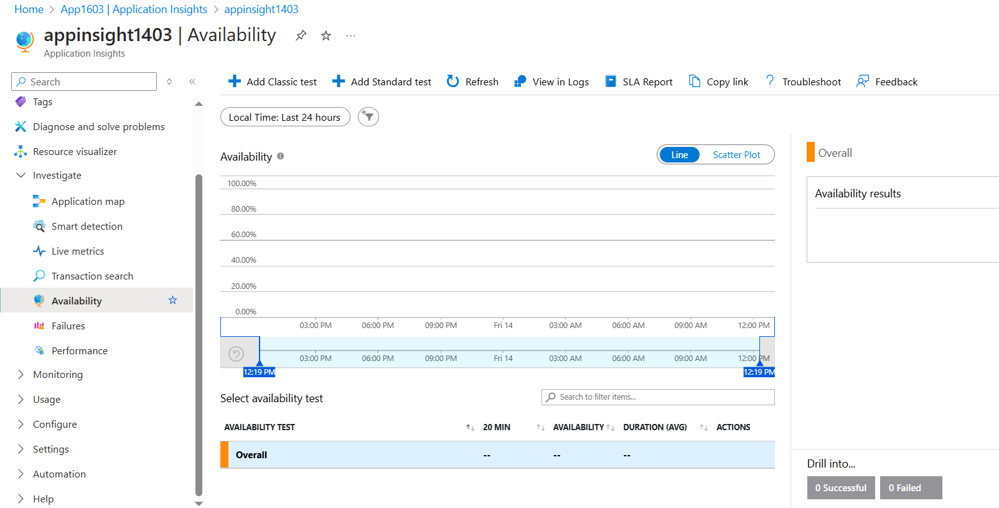 Home > App1603 | Application Insights > appinsight1403
appinsight1403 | Availability
Application Insights
Search
Tags
Diagnose and solve problems
Resource visualizer
Investigate
Application map
Smart detection
Live metrics
Transaction search
Availability
Failures
Performance
Monitoring
Usage
Configure
Settings
Automation
Help
Add Classic test Add Standard test Refresh View in Logs SLA Report Copy link Troubleshoot Feedback
Local Time: Last 24 hours
Availability Line Scatter Plot
100.00%
80.00%
60.00%
40.00%
20.00%
0.00%
03:00 PM 06:00 PM 09:00 PM Fri 14 03:00 AM 06:00 AM 09:00 AM 12:00 PM
03:00 PM 06:00 PM 09:00 PM Fri 14 03:00 AM 06:00 AM 09:00 AM 12:00 PM
12:19 PM 12:19 PM
Select availability test Search to filter items...
AVAILABILITY TEST 20 MIN AVAILABILITY DURATION (AVG) ACTIONS
Overall -- -- --
Overall
Availability results
Drill into...
0 Successful 0 Failed